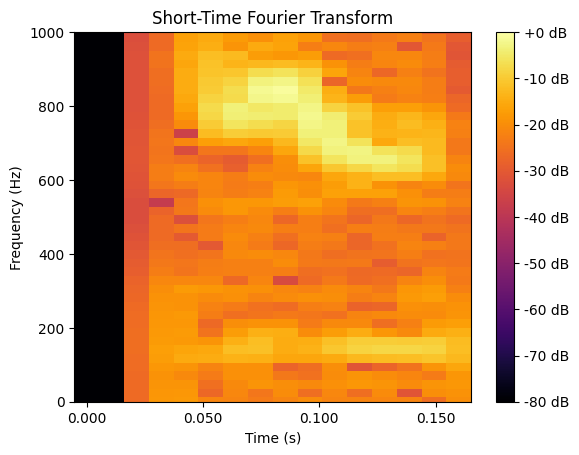 Short-Time Fourier Transform
1000
800
600
400
200
0
Frequency (Hz)
0.000
0.050
0.100
0.150
Time (s)
+0 dB
-10 dB
-20 dB
-30 dB
-40 dB
-50 dB
-60 dB
-70 dB
-80 dB